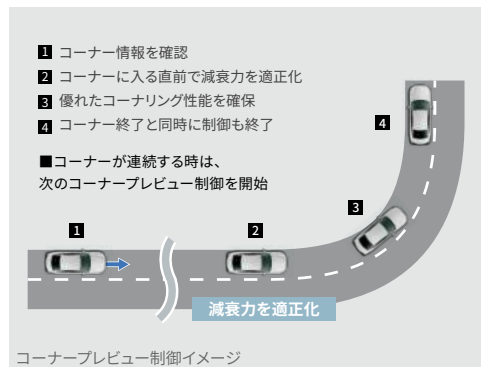 1 コーナー情報を確認
2 コーナーに入る直前で減衰力を適正化
3 優れたコーナリング性能を確保
4 コーナー終了と同時に制御も終了
■コーナーが連続する時は、
次のコーナープレビュー制御を開始
4
3
1
2
減衰力を適正化
コーナープレビュー制御イメージ